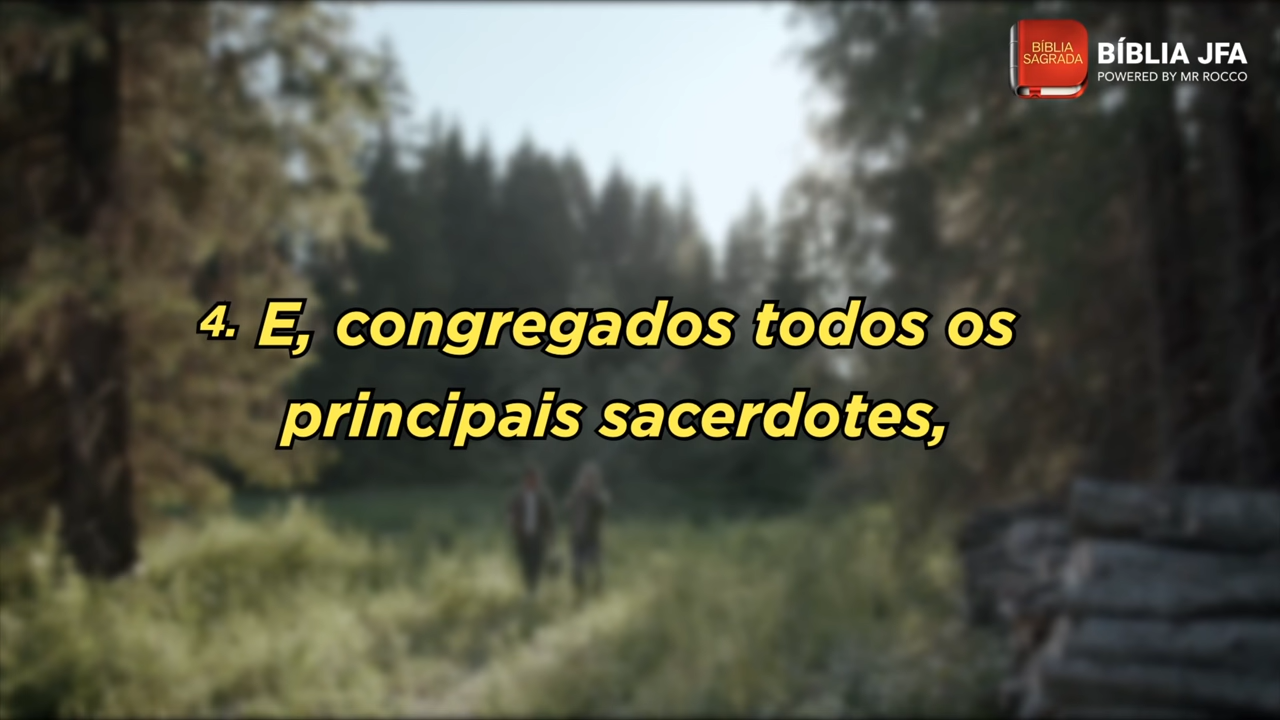 BÍBLIA
SAGRADA
BÍBLIA JFA
POWERED BY MR ROCCO
4. E, congregados todos os
principais sacerdotes,